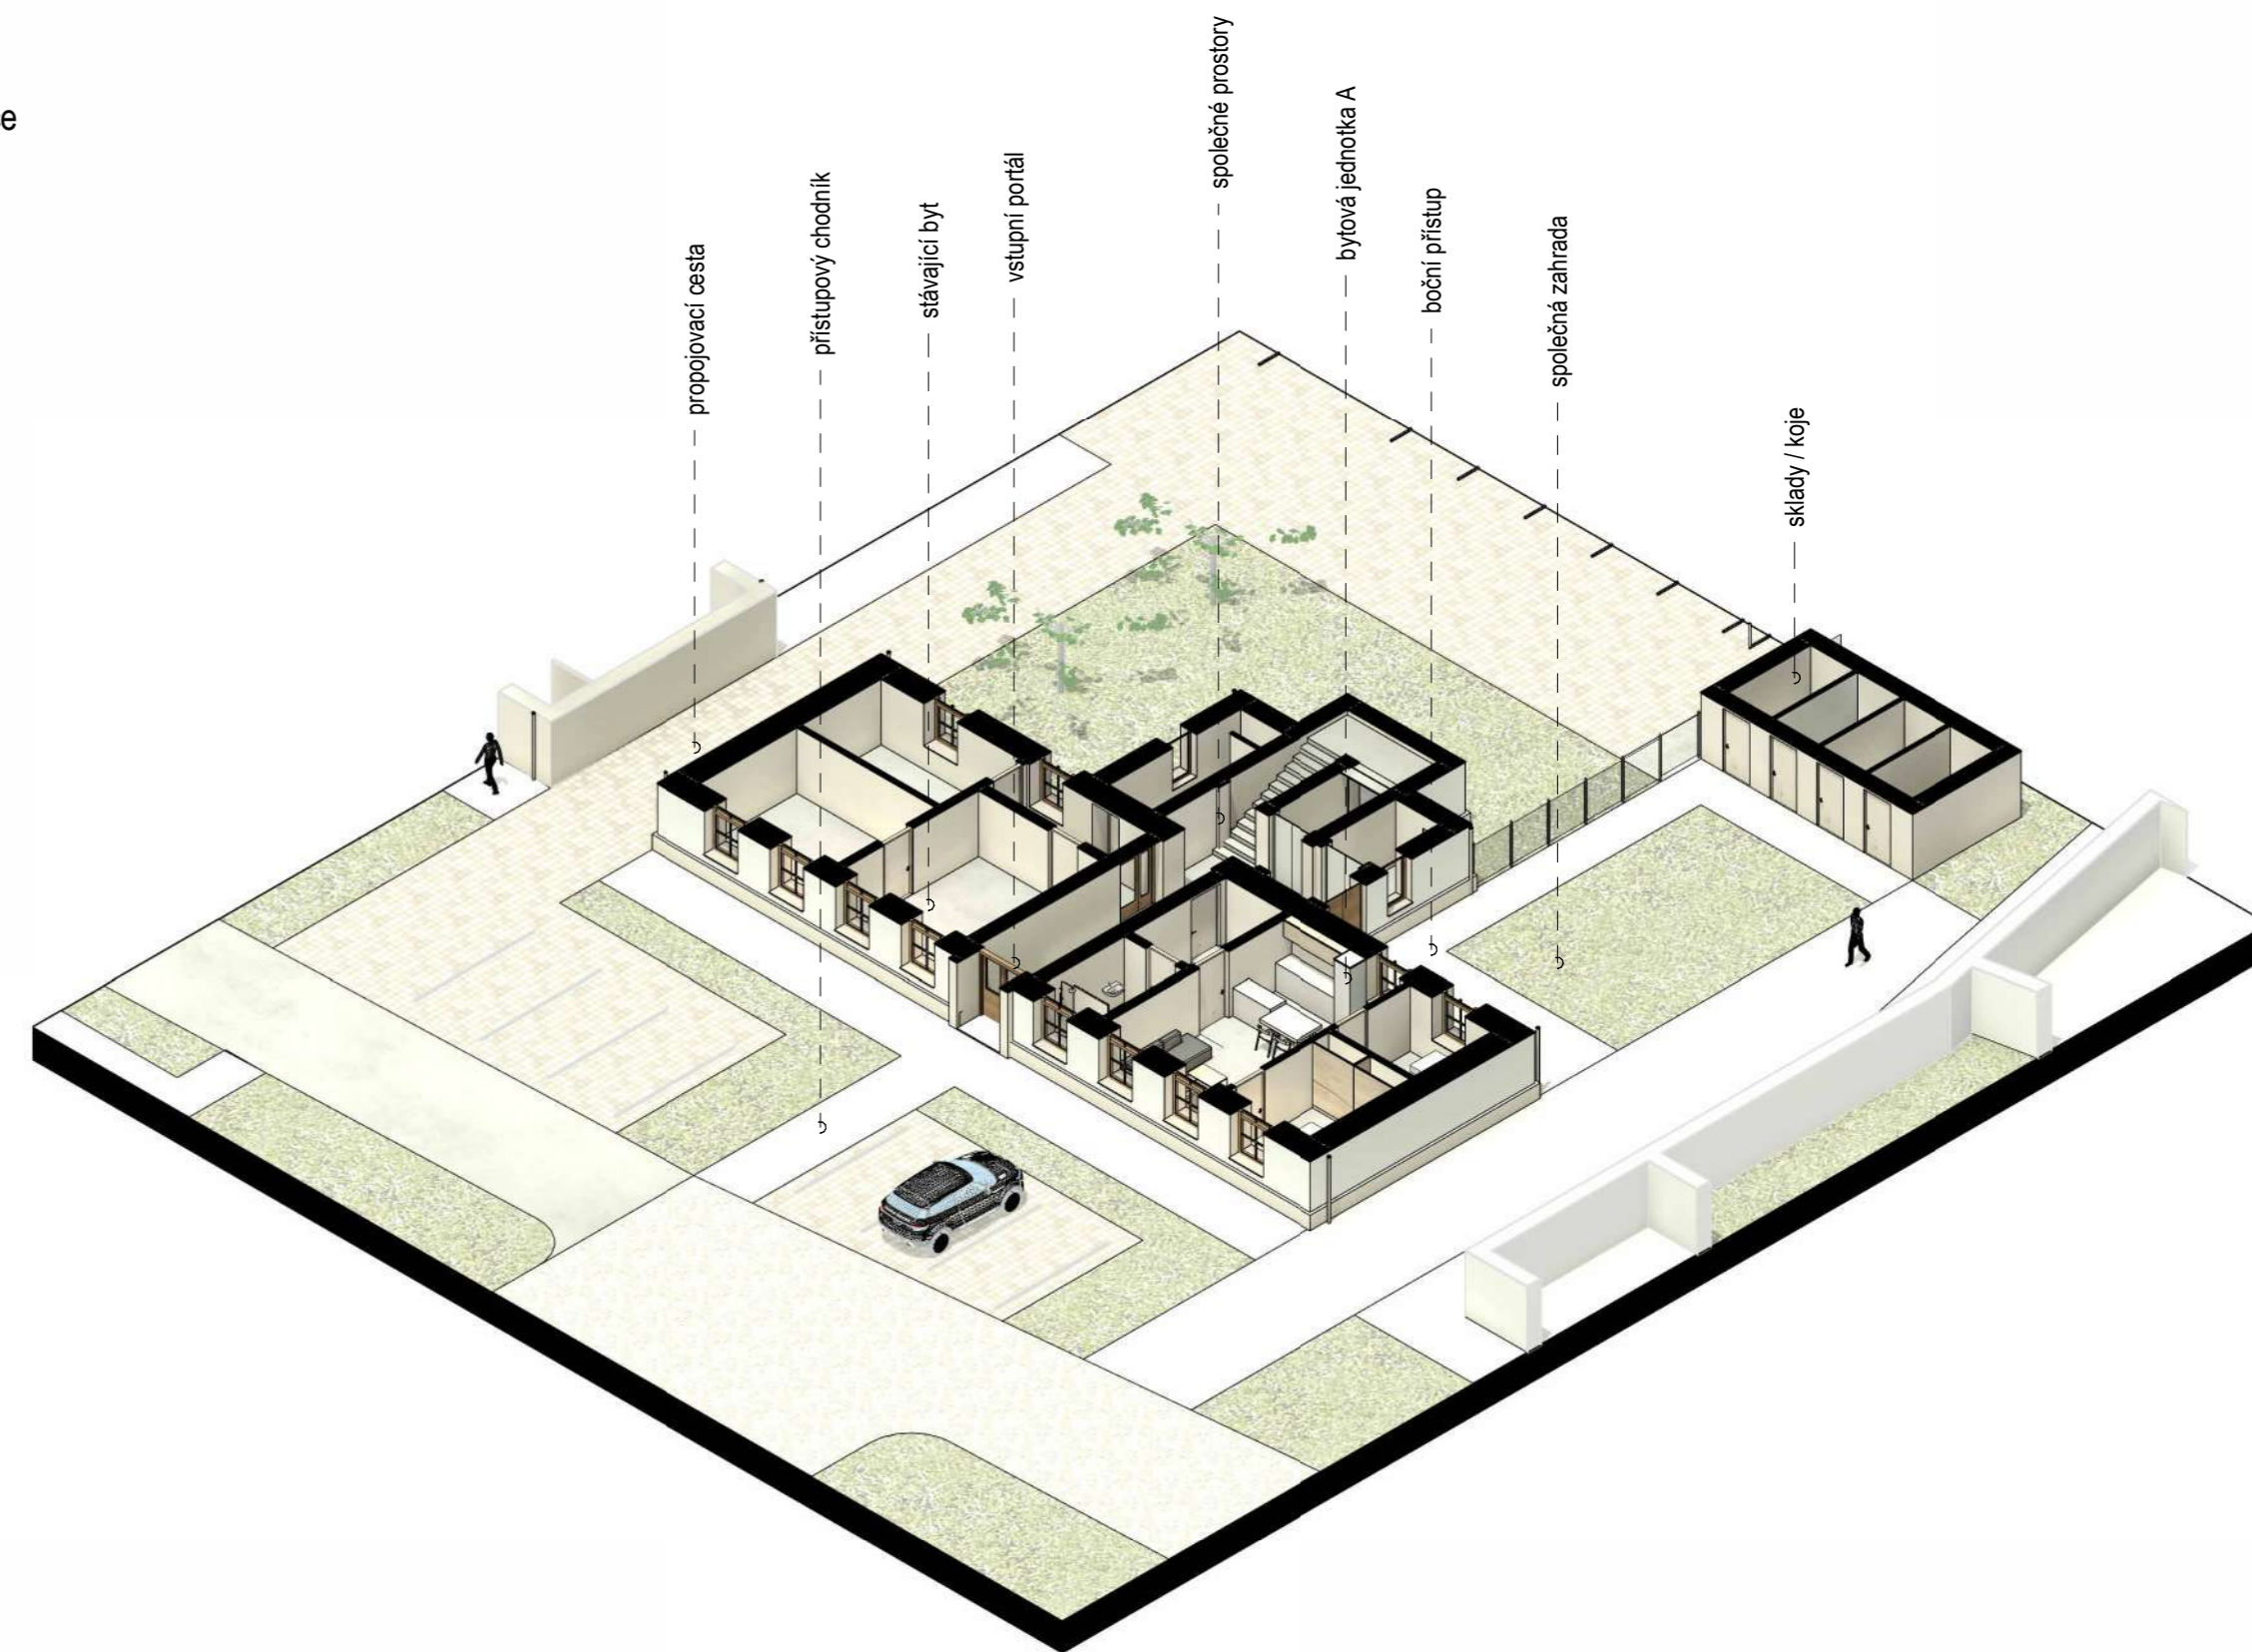 e
propojovací cesta
přístupový chodník
stávající byt
vstupní portál
společné prostory
bytová jednotka A
boční přístup
společná zahrada
sklady / koje